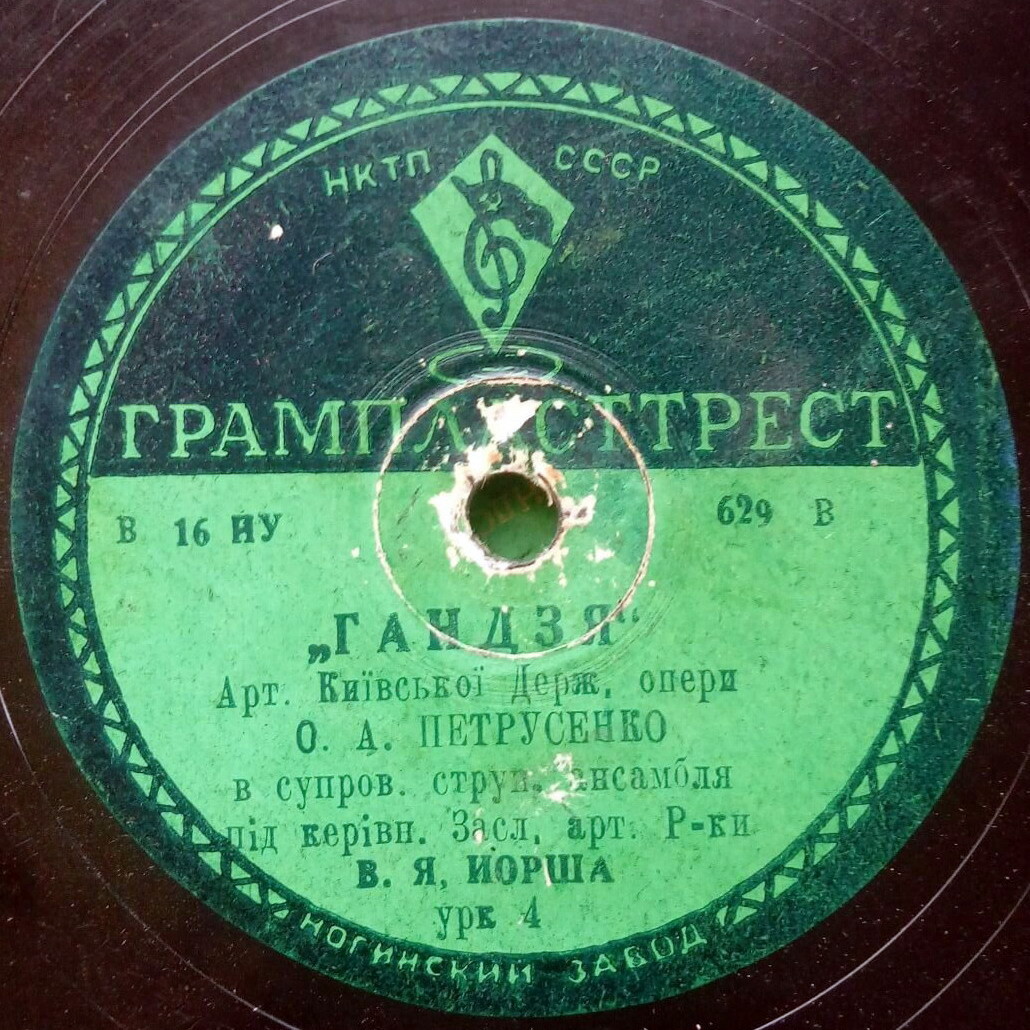 НКТП СССР
ГРАМПЛАСТТРЕСТ
В 16 НУ 629 В
„ГАНДЗЯ“
Арт. Київської Держ. опери
О. А. ПЕТРУСЕНКО
в супров. струн. ансамбля
під керівн. Засл. арт. Р-ки
В. Я. ЙОРША
урк 4
НОГИНСКИЙ ЗАВОД